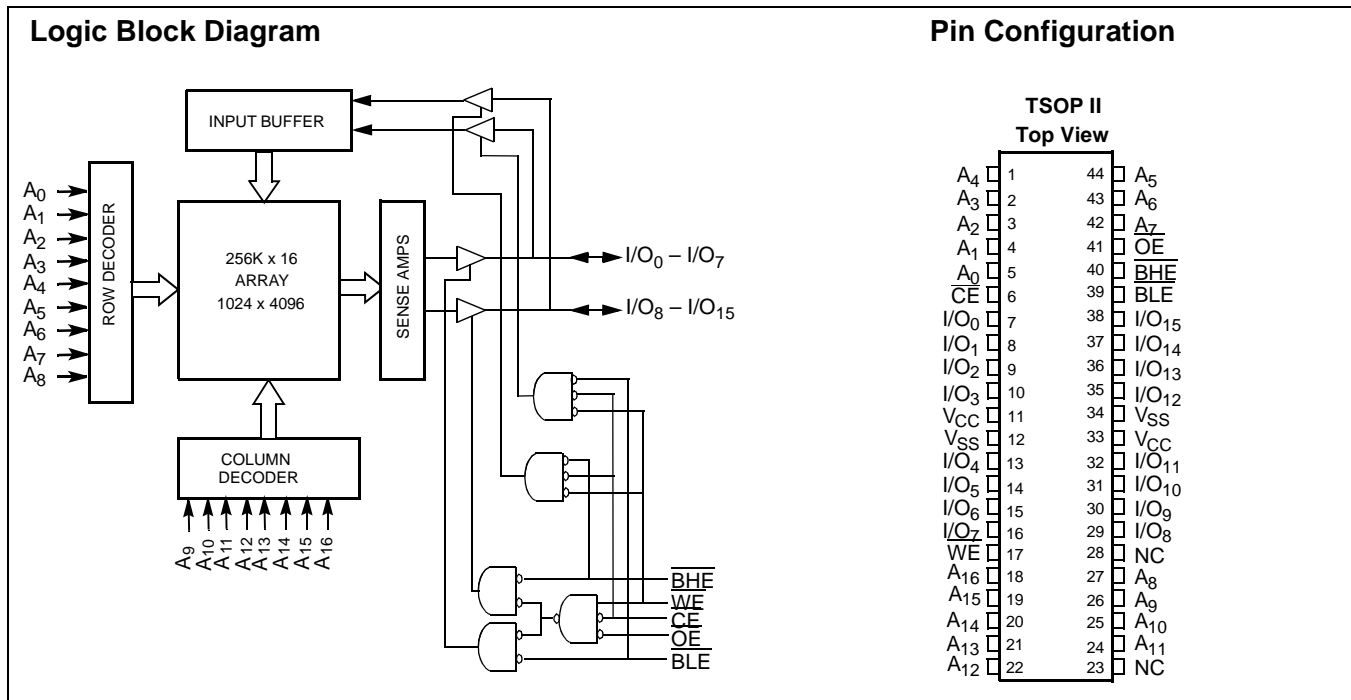 Logic Block Diagram
Pin Configuration
INPUT BUFFER
ROW DECODER
A0
A1
A2
A3
A4
A5
A6
A7
A8
256K x 16
ARRAY
1024 x 4096
SENSE AMPS
I/O0 – I/O7
I/O8 – I/O15
COLUMN
DECODER
A9
A10
A11
A12
A13
A14
A15
A16
BHE
WE
CE
OE
BLE
TSOP II
Top View
A4 1 44 A5
A3 2 43 A6
A2 3 42 A7
A1 4 41 OE
A0 5 40 BHE
CE 6 39 BLE
I/O0 7 38 I/O15
I/O1 8 37 I/O14
I/O2 9 36 I/O13
I/O3 10 35 I/O12
VCC 11 34 VSS
VSS 12 33 VCC
I/O4 13 32 I/O11
I/O5 14 31 I/O10
I/O6 15 30 I/O9
I/O7 16 29 I/O8
WE 17 28 NC
A16 18 27 A8
A15 19 26 A9
A14 20 25 A10
A13 21 24 A11
A12 22 23 NC